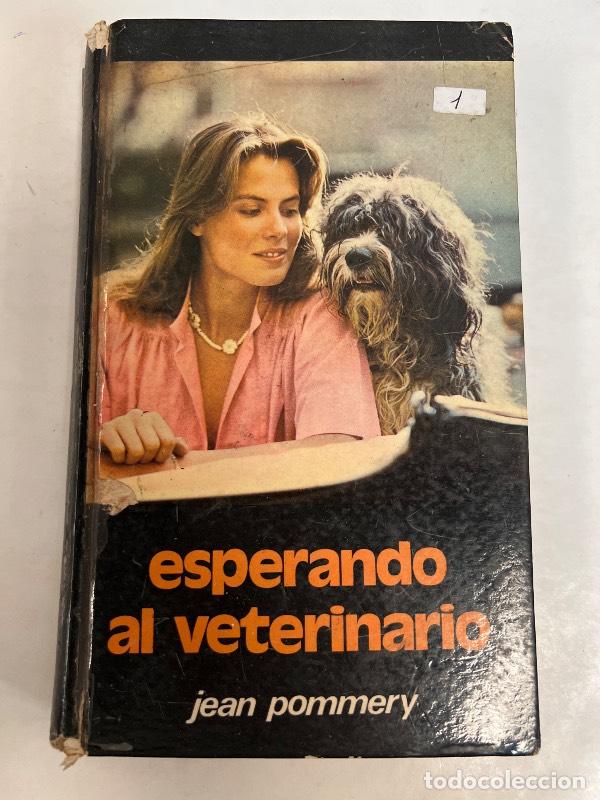 1
esperando
al veterinario
jean pommery
todocoleccion